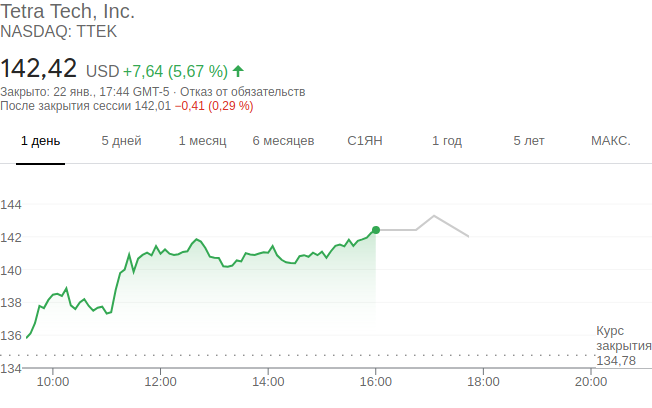 Tetra Tech, Inc.
NASDAQ: TTEK
142,42 USD +7,64 (5,67 %)
Закрыто: 22 янв., 17:44 GMT-5 · Отказ от обязательств
После закрытия сессии 142,01 −0,41 (0,29 %)
1 день 5 дней 1 месяц 6 месяцев С1ЯН 1 год 5 лет МАКС.
144
142
140
138
136
Курс
закрытия
134,78
134
10:00 12:00 14:00 16:00 18:00 20:00